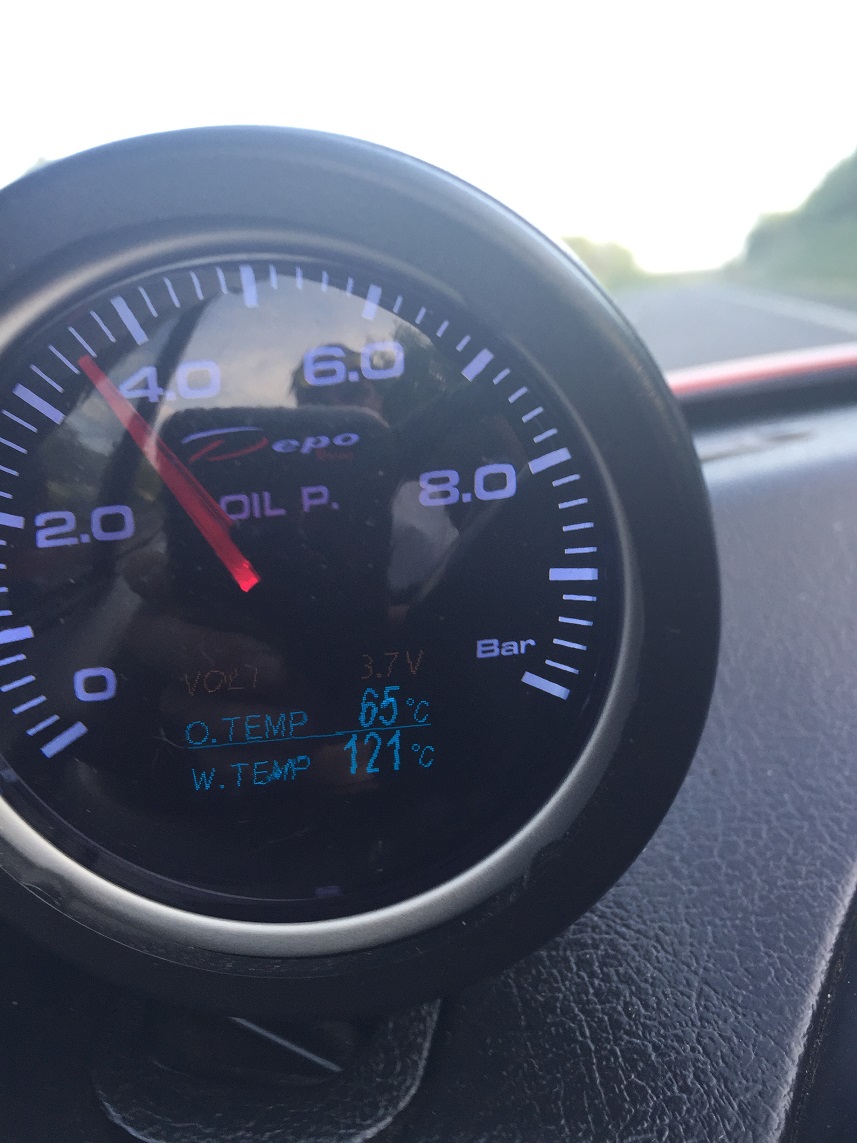 4.0 6.0
Depo
2.0 OIL P. 8.0
0 Bar
VOLT 3.7V
O.TEMP 65°C
W.TEMP 121°C